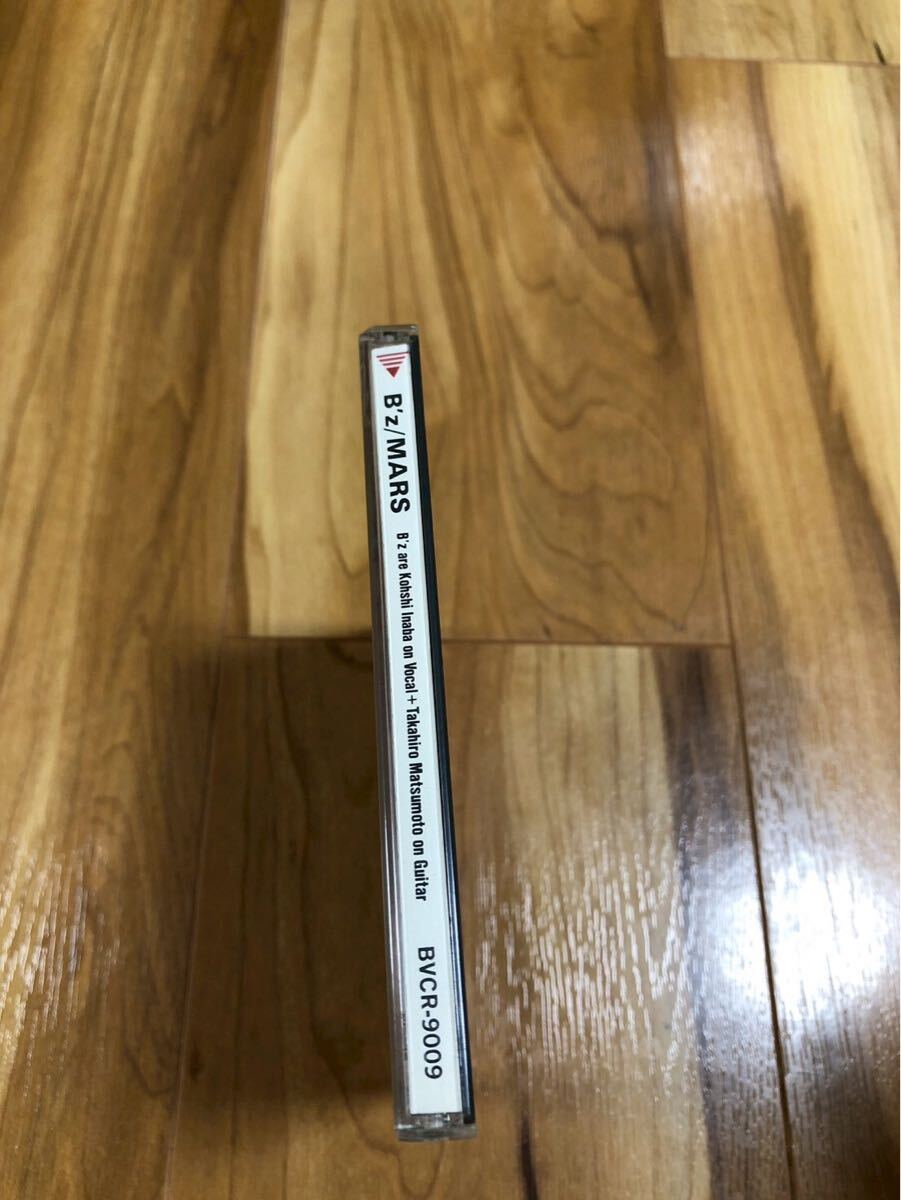 B'z/MARS B'z are Kohshi Inaba on Vocal + Takahiro Matsumoto on Guitar BVCR-9009